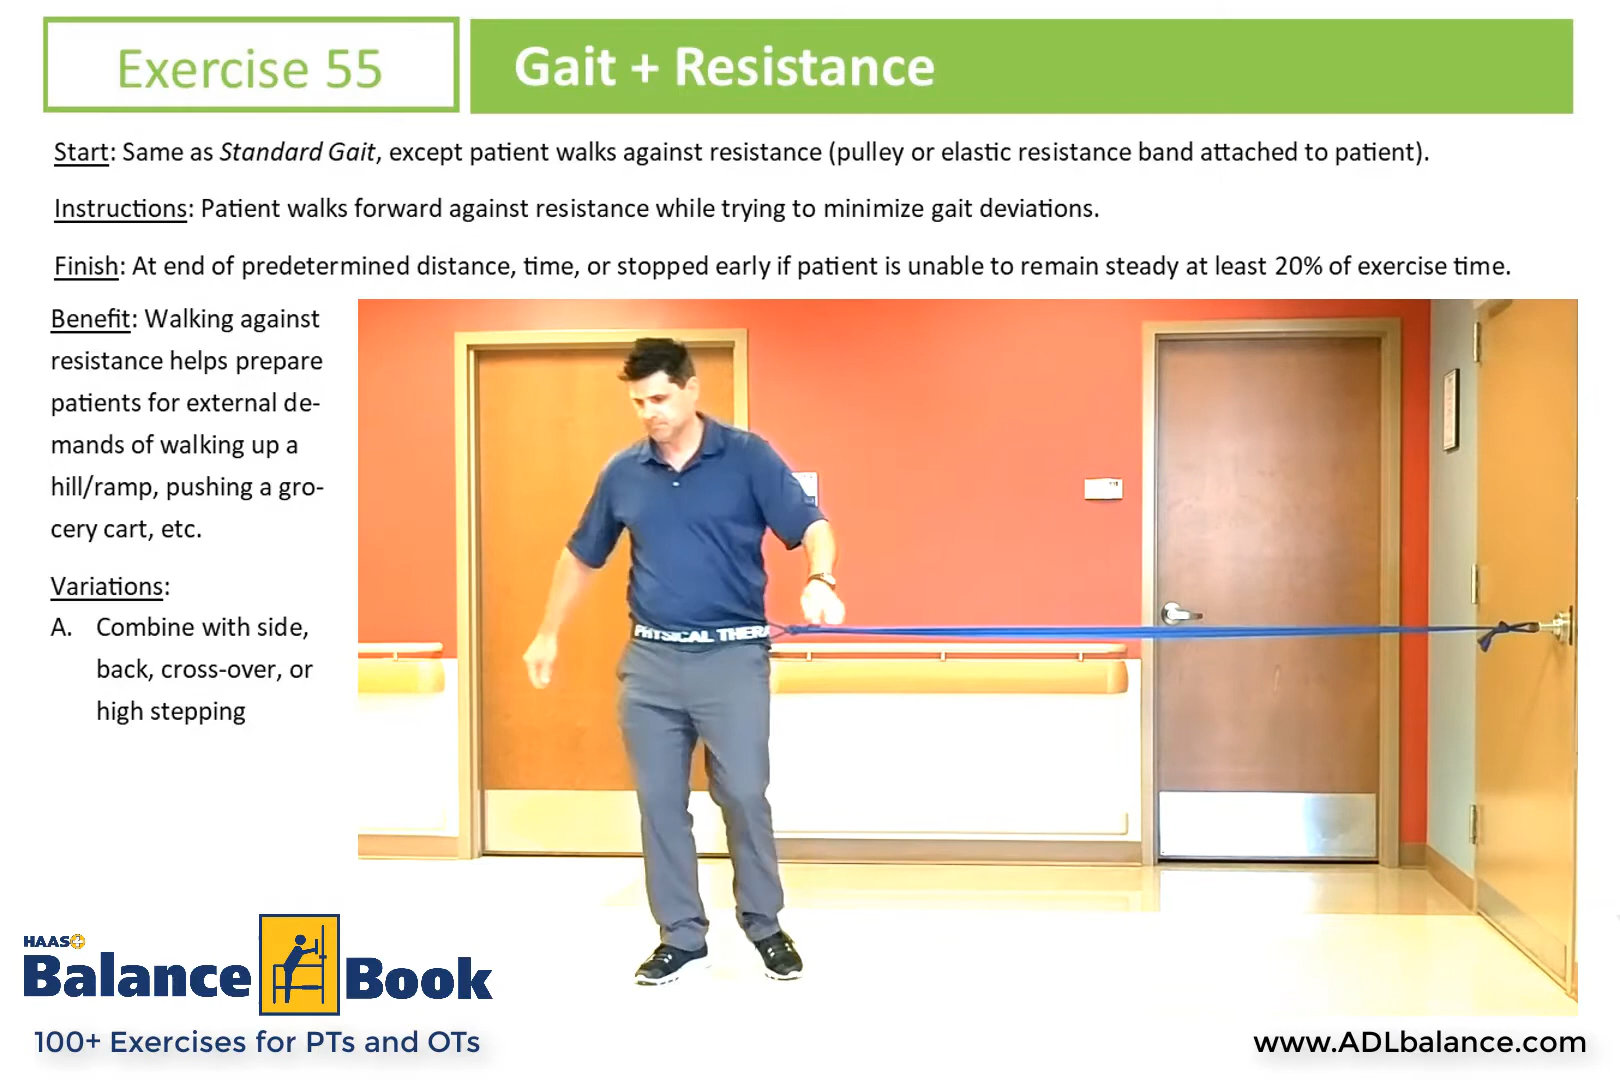 Exercise 55
Gait + Resistance
Start: Same as Standard Gait, except patient walks against resistance (pulley or elastic resistance band attached to patient).
Instructions: Patient walks forward against resistance while trying to minimize gait deviations.
Finish: At end of predetermined distance, time, or stopped early if patient is unable to remain steady at least 20% of exercise time.
Benefit: Walking against
resistance helps prepare
patients for external de-
mands of walking up a
hill/ramp, pushing a gro-
cery cart, etc.
Variations:
A. Combine with side,
back, cross-over, or
high stepping
PHYSICAL THERA
HAAS
Balance Book
100+ Exercises for PTs and OTs
www.ADLbalance.com